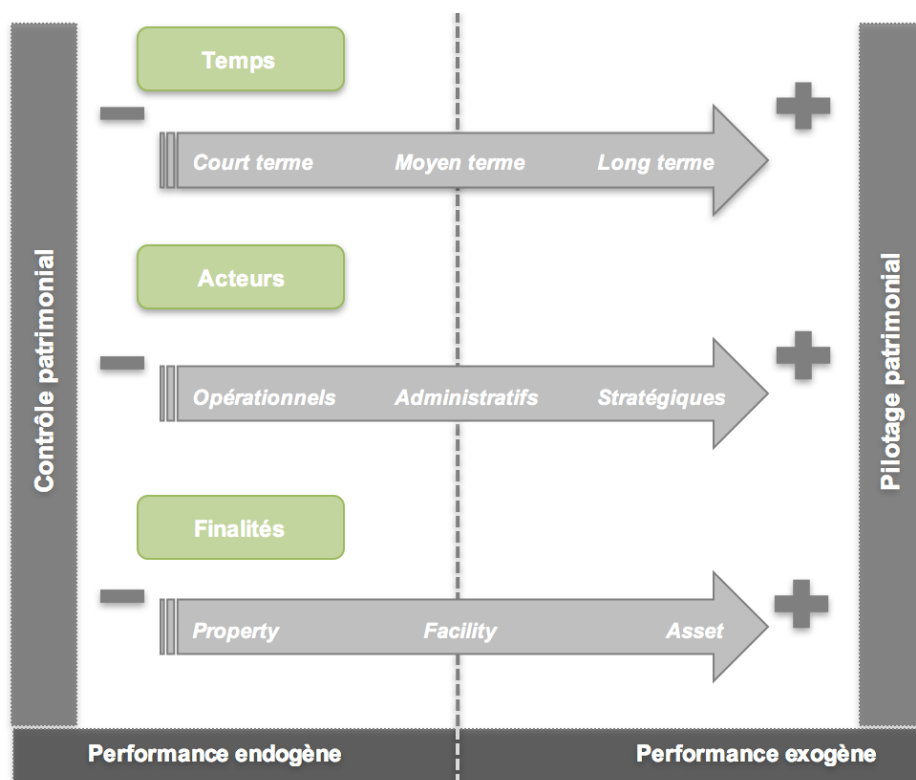 Temps
Court terme Moyen terme Long terme
Acteurs
Opérationnels Administratifs Stratégiques
Finalités
Property Facility Asset
Contrôle patrimonial
Pilotage patrimonial
Performance endogène Performance exogène